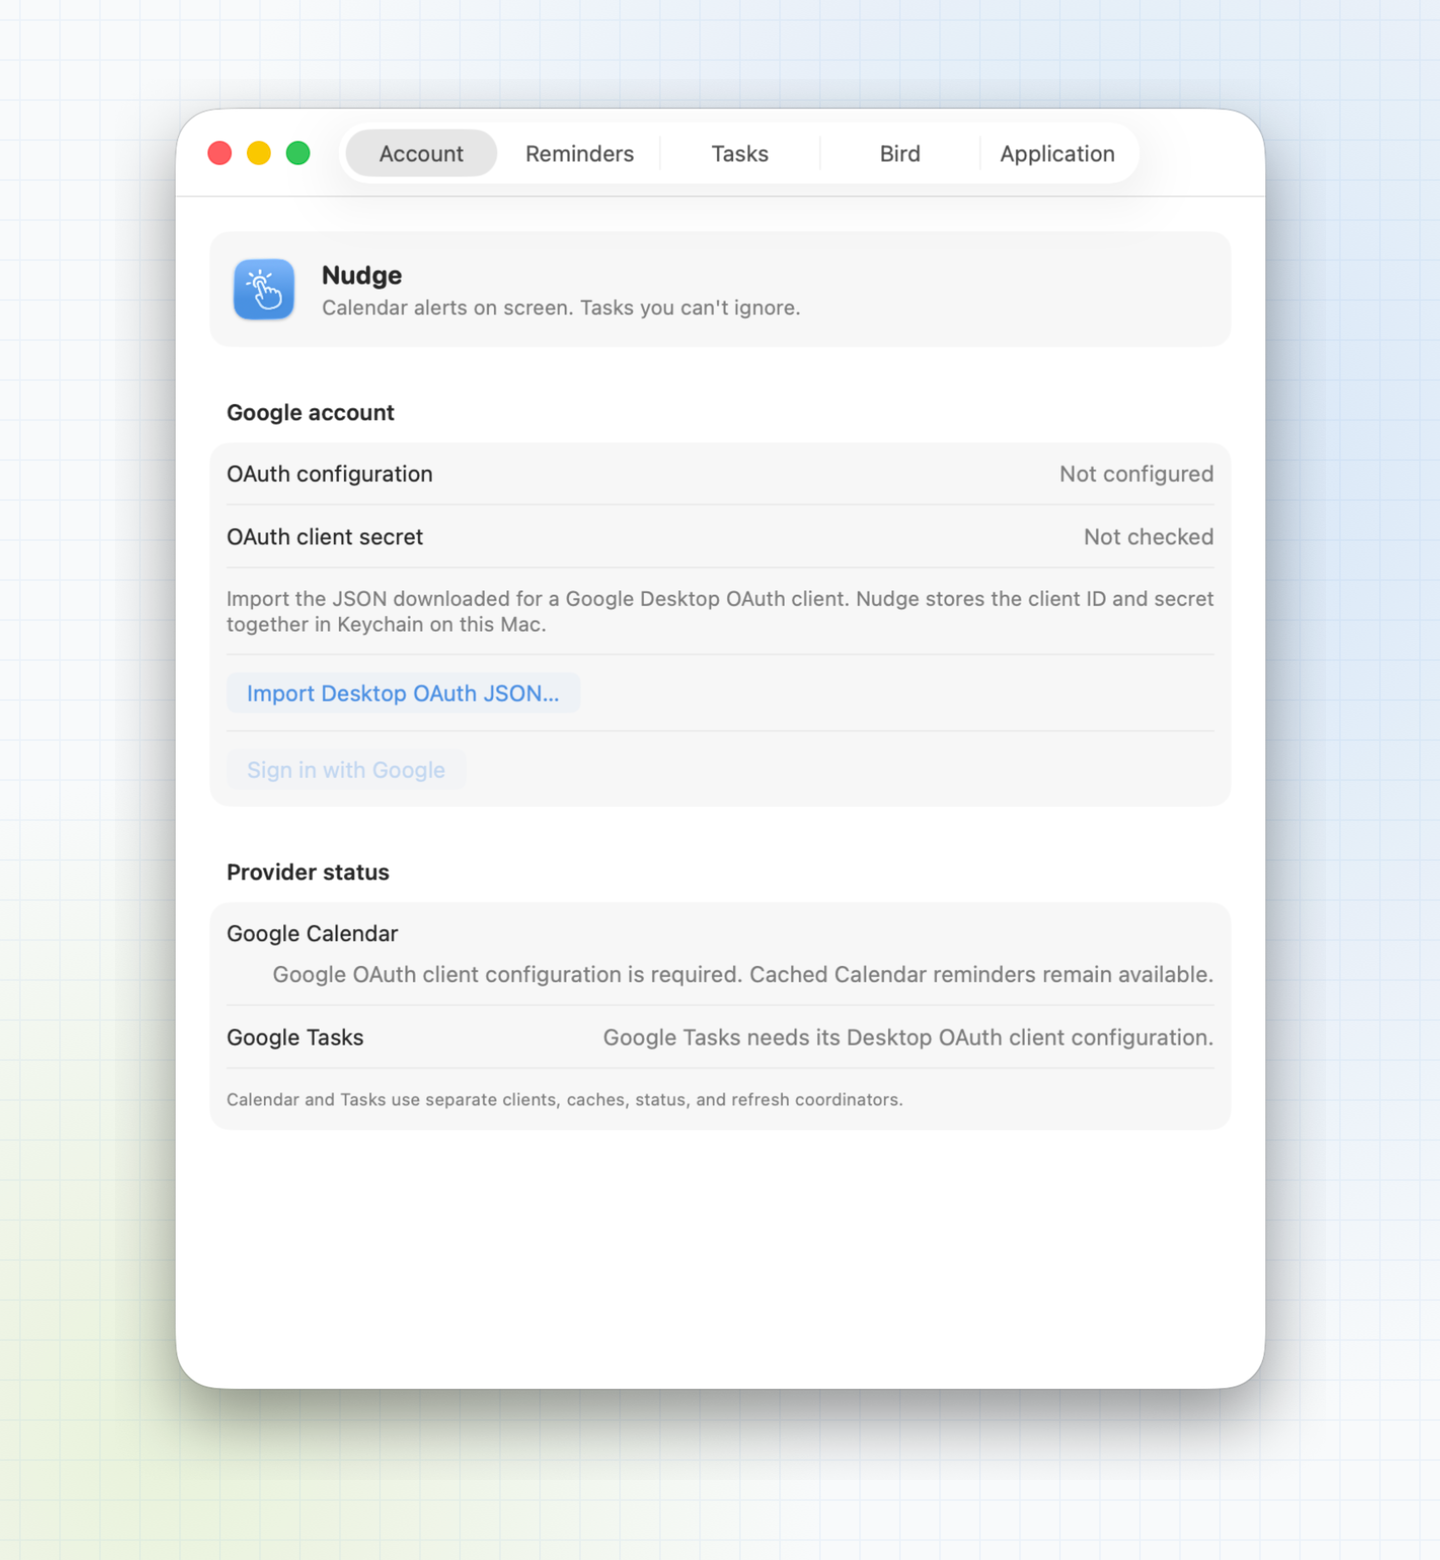 Account
Reminders
Tasks
Bird
Application
Nudge
Calendar alerts on screen. Tasks you can't ignore.
Google account
OAuth configuration
Not configured
OAuth client secret
Not checked
Import the JSON downloaded for a Google Desktop OAuth client. Nudge stores the client ID and secret
together in Keychain on this Mac.
Import Desktop OAuth JSON...
Sign in with Google
Provider status
Google Calendar
Google OAuth client configuration is required. Cached Calendar reminders remain available.
Google Tasks
Google Tasks needs its Desktop OAuth client configuration.
Calendar and Tasks use separate clients, caches, status, and refresh coordinators.